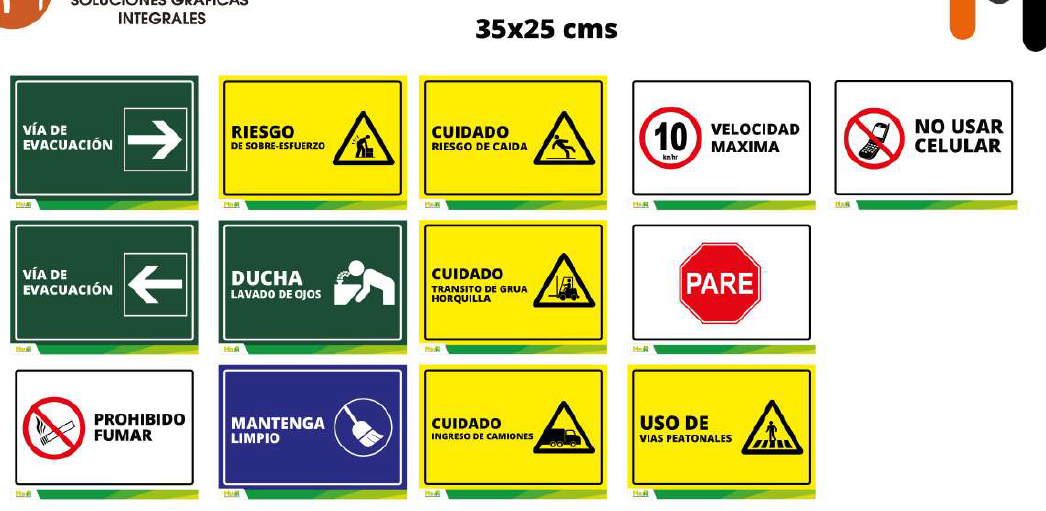 SOLUCIONES GRÁFICAS
INTEGRALES
35x25 cms
VÍA DE
EVACUACIÓN
RIESGO
DE SOBRE-ESFUERZO
CUIDADO
RIESGO DE CAIDA
10
km/hr
VELOCIDAD
MAXIMA
NO USAR
CELULAR
VÍA DE
EVACUACIÓN
DUCHA
LAVADO DE OJOS
CUIDADO
TRANSITO DE GRUA
HORQUILLA
PARE
PROHIBIDO
FUMAR
MANTENGA
LIMPIO
CUIDADO
INGRESO DE CAMIONES
USO DE
VIAS PEATONALES